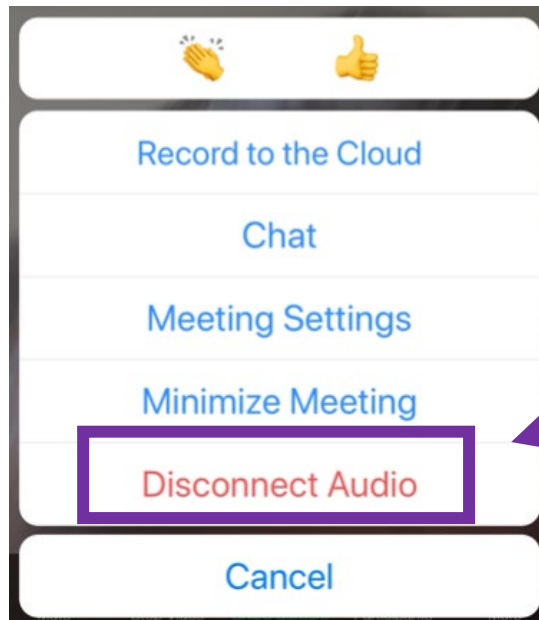 Record to the Cloud
Chat
Meeting Settings
Minimize Meeting
Disconnect Audio
Cancel